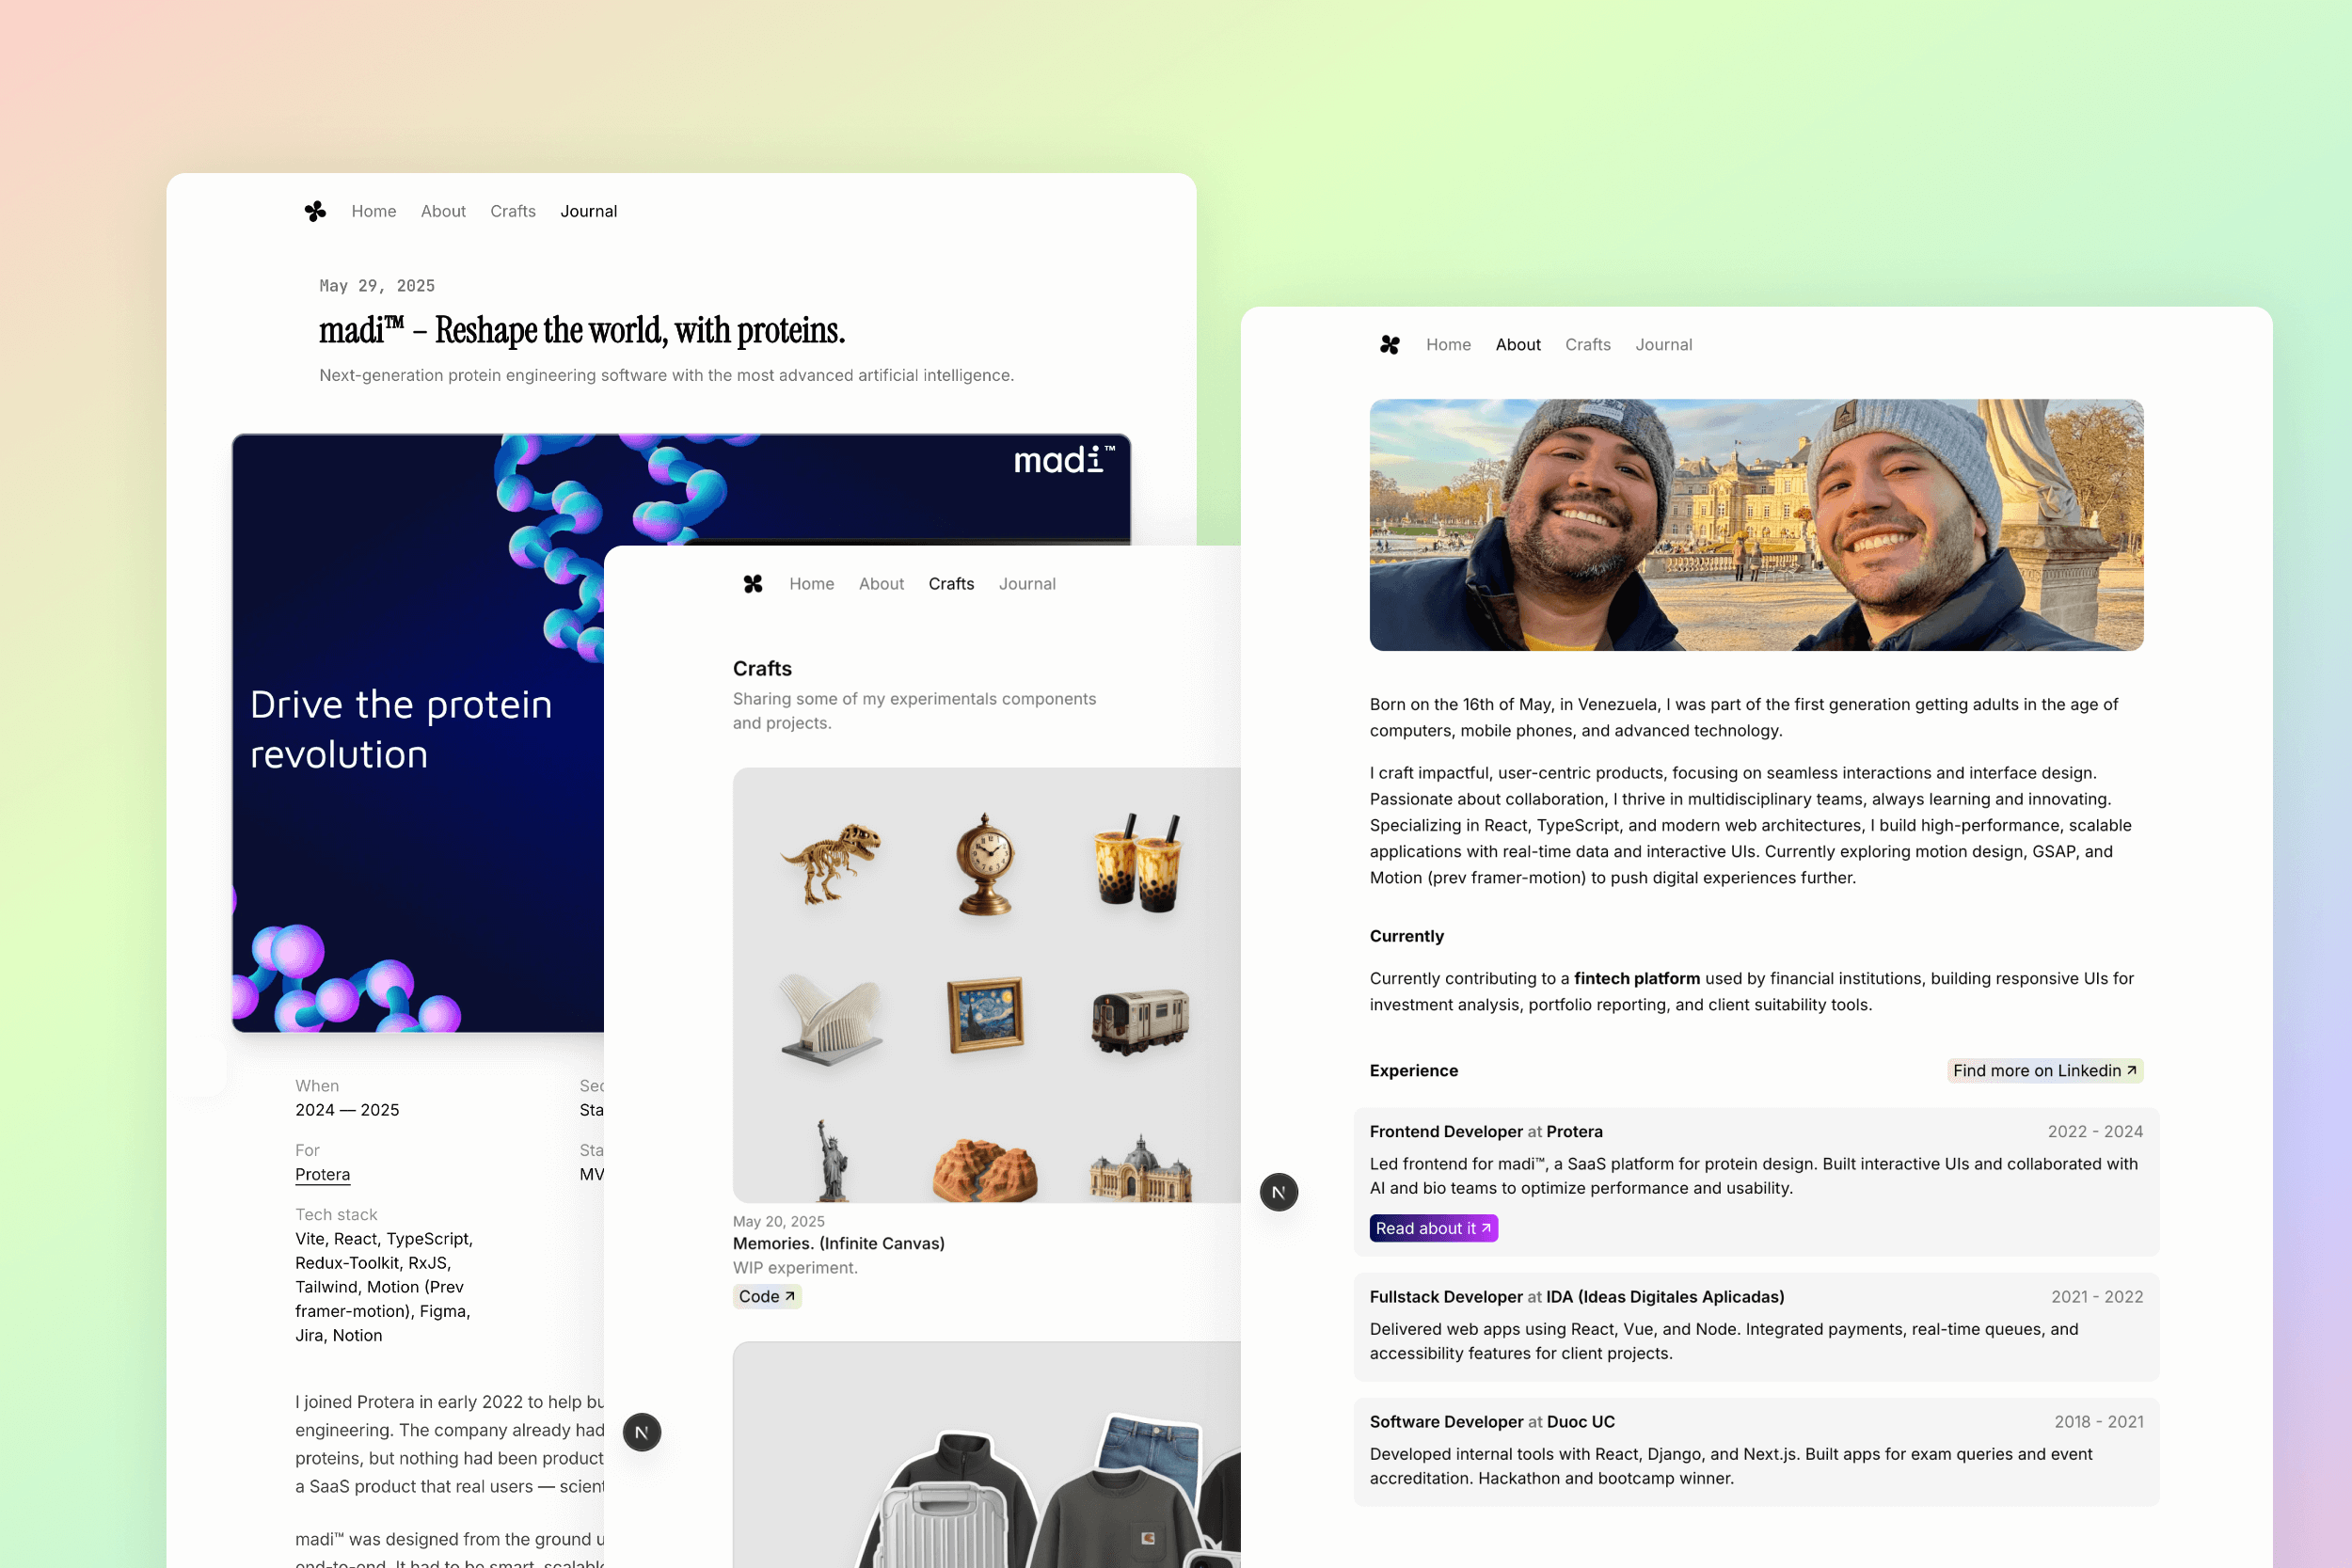 Home About Crafts Journal
May 29, 2025
madi™ – Reshape the world, with proteins.
Next-generation protein engineering software with the most advanced artificial intelligence.
madi™
Drive the protein
revolution
When
2024 — 2025
For
Protera
Tech stack
Vite, React, TypeScript,
Redux-Toolkit, RxJS,
Tailwind, Motion (Prev
framer-motion), Figma,
Jira, Notion
I joined Protera in early 2022 to help
engineering. The company already had
proteins, but nothing had been
a SaaS product that real users —
madi™ was designed from the ground
end-to-end. It had to be smart,
Home About Crafts Journal
Crafts
Sharing some of my experimentals components
and projects.
May 20, 2025
Memories. (Infinite Canvas)
WIP experiment.
Code ↗
N
Home About Crafts Journal
Born on the 16th of May, in Venezuela, I was part of the first generation getting adults in the age of
computers, mobile phones, and advanced technology.
I craft impactful, user-centric products, focusing on seamless interactions and interface design.
Passionate about collaboration, I thrive in multidisciplinary teams, always learning and innovating.
Specializing in React, TypeScript, and modern web architectures, I build high-performance, scalable
applications with real-time data and interactive UIs. Currently exploring motion design, GSAP, and
Motion (prev framer-motion) to push digital experiences further.
Currently
Currently contributing to a fintech platform used by financial institutions, building responsive UIs for
investment analysis, portfolio reporting, and client suitability tools.
Experience
Find more on Linkedin ↗
Frontend Developer at Protera 2022 - 2024
Led frontend for madi™, a SaaS platform for protein design. Built interactive UIs and collaborated with
AI and bio teams to optimize performance and usability.
Read about it ↗
N
Fullstack Developer at IDA (Ideas Digitales Aplicadas) 2021 - 2022
Delivered web apps using React, Vue, and Node. Integrated payments, real-time queues, and
accessibility features for client projects.
Software Developer at Duoc UC 2018 - 2021
Developed internal tools with React, Django, and Next.js. Built apps for exam queries and event
accreditation. Hackathon and bootcamp winner.